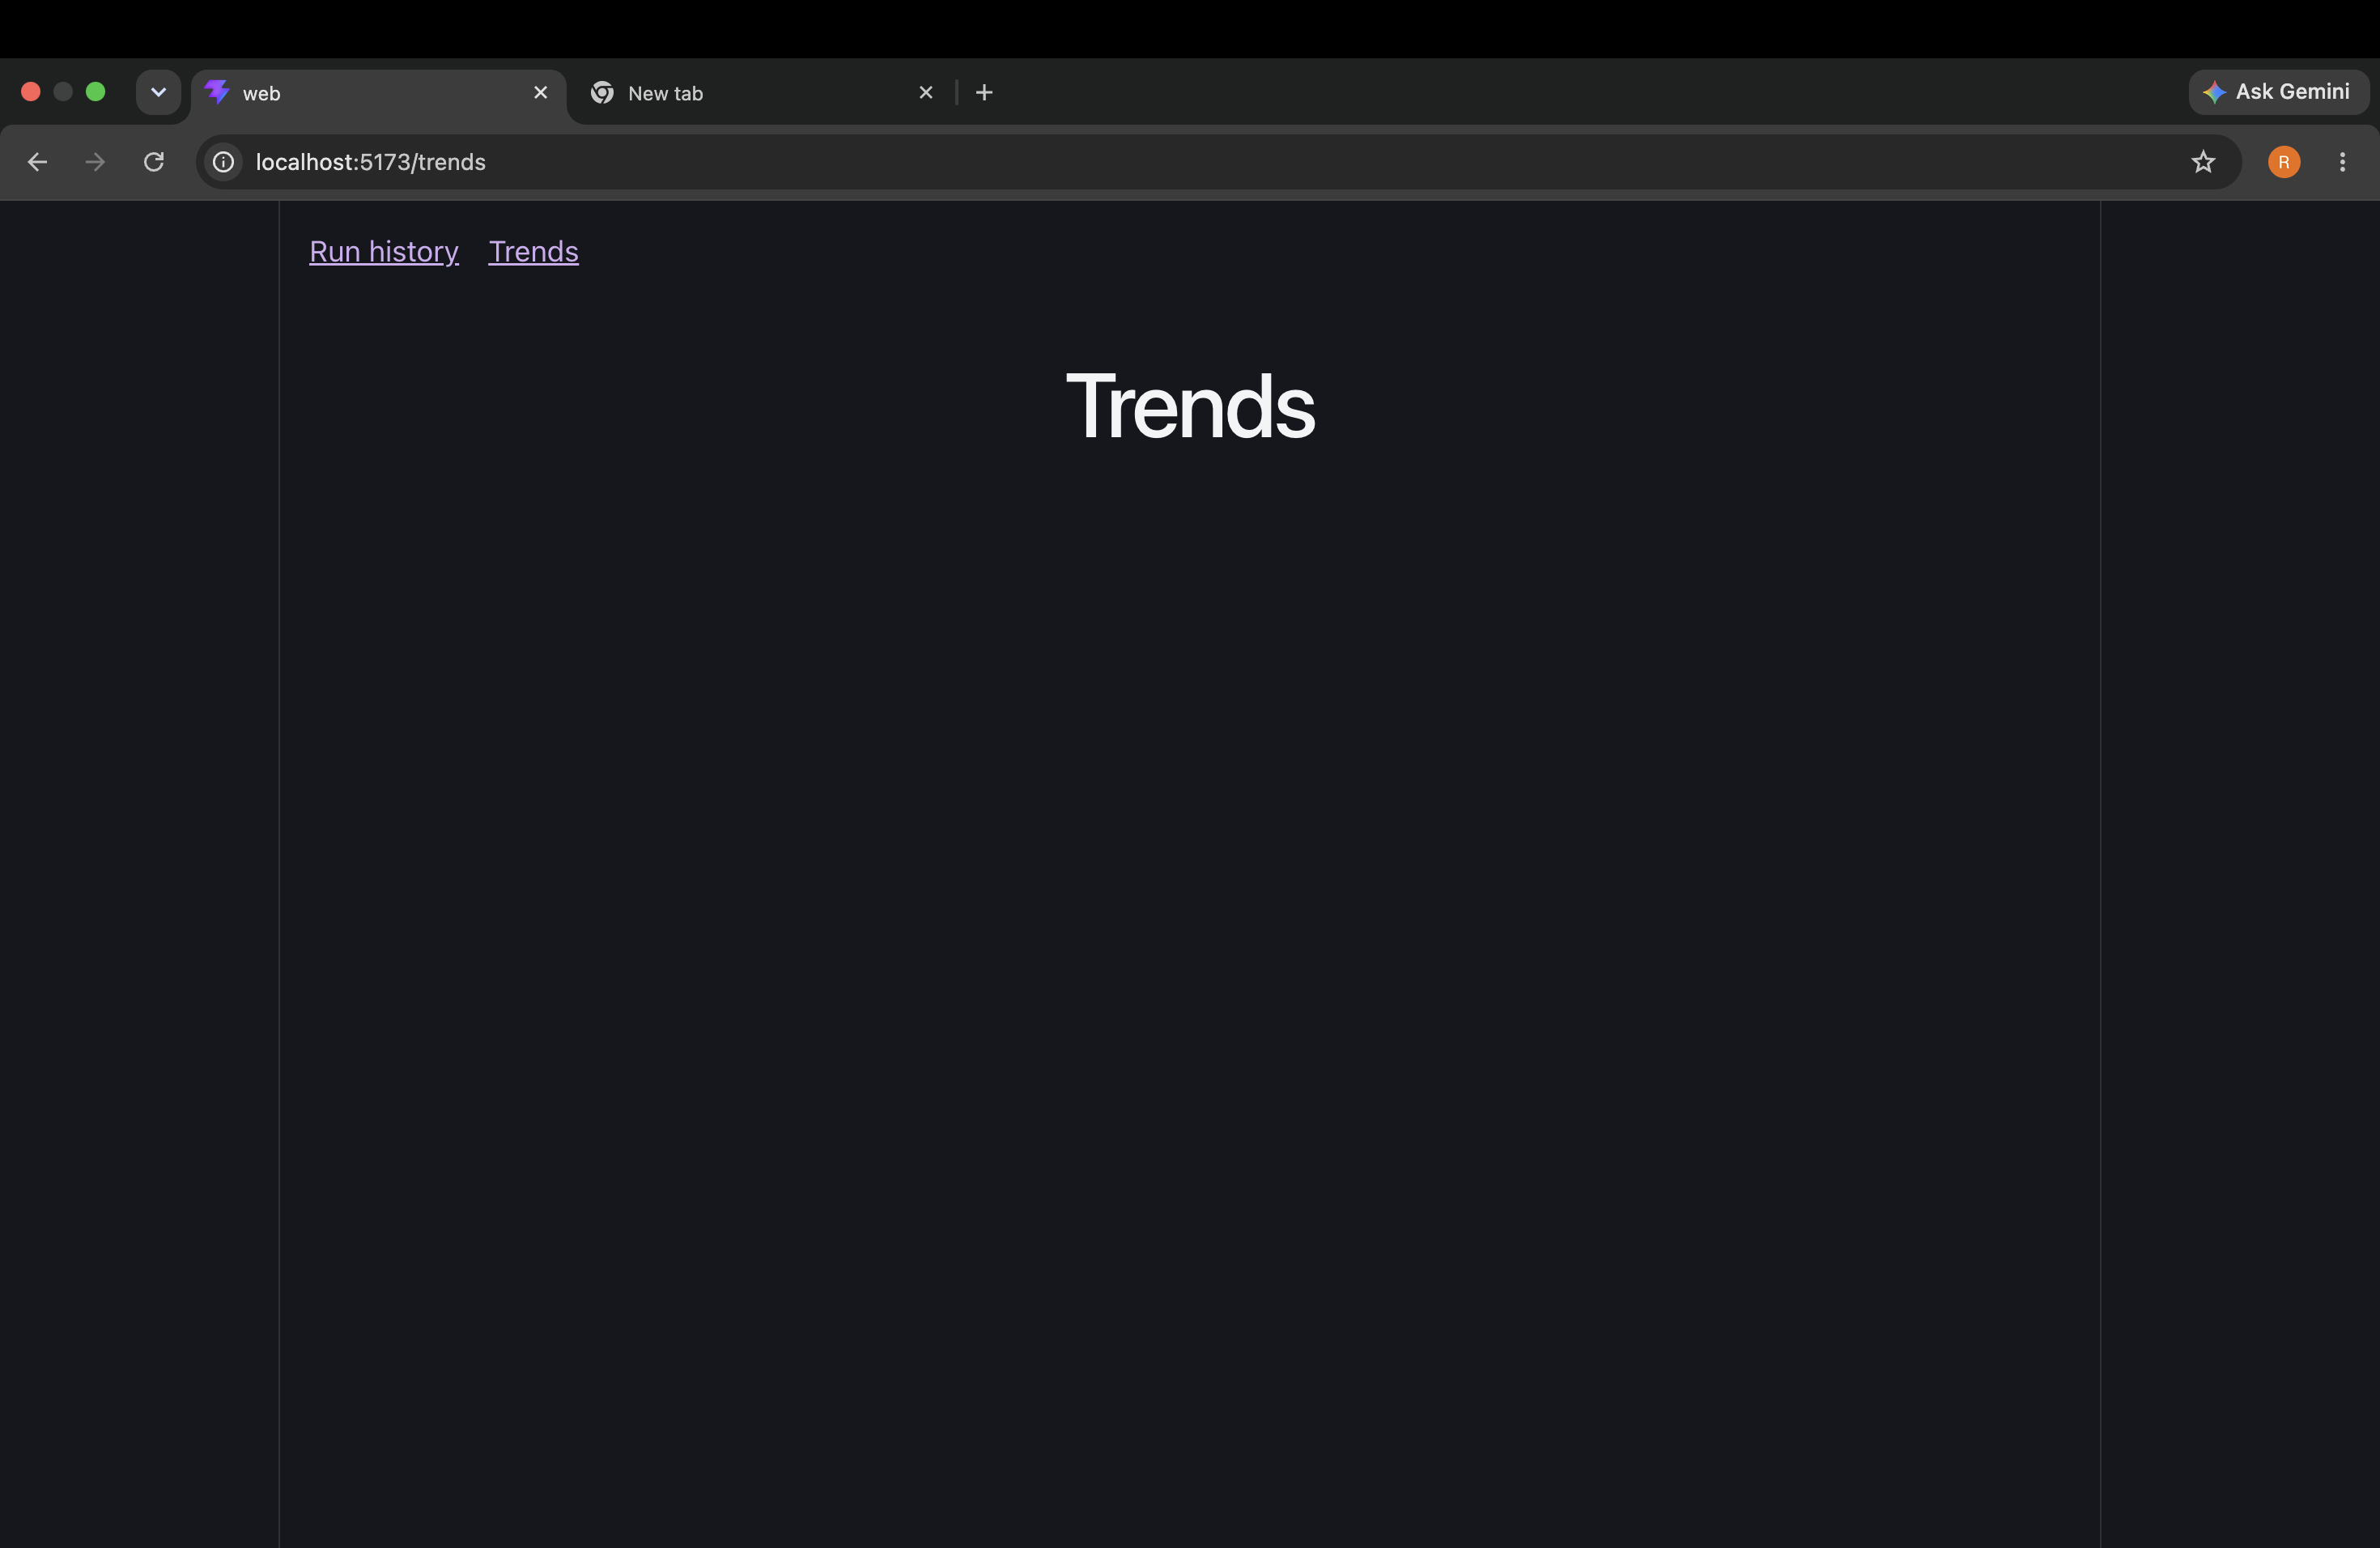 web
New tab
Ask Gemini
localhost:5173/trends
R
Run history Trends
Trends